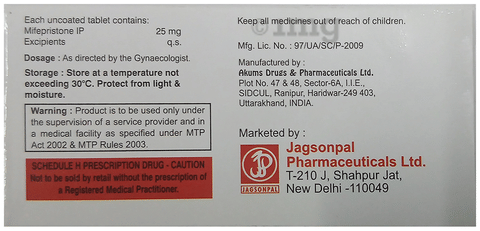 Each uncoated tablet contains:
Mifepristone IP 25 mg
Excipients q.s.
Dosage : As directed by the Gynaecologist.
Storage : Store at a temperature not
exceeding 30°C. Protect from light &
moisture.
Warning : Product is to be used only under
the supervision of a service provider and in
a medical facility as specified under MTP
Act 2002 & MTP Rules 2003.
SCHEDULE H PRESCRIPTION DRUG - CAUTION
Not to be sold by retail without the prescription of
a Registered Medical Practitioner.
Keep all medicines out of reach of children.
1mg
Mfg. Lic. No. : 97/UA/SC/P-2009
Manufactured by :
Akums Drugs & Pharmaceuticals Ltd.
Plot No. 47 & 48, Sector-6A, I.I.E.,
SIDCUL, Ranipur, Haridwar-249 403,
Uttarakhand, INDIA.
Marketed by :
JAGSONPAL
Jagsonpal
Pharmaceuticals Ltd.
T-210 J, Shahpur Jat,
New Delhi -110049